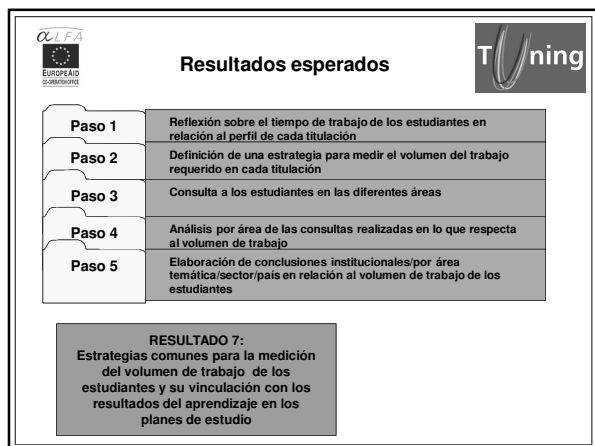 αLFA
EUROPEAID
CO-OPERATION OFFICE
Resultados esperados
TUning
Paso 1
Reflexión sobre el tiempo de trabajo de los estudiantes en
relación al perfil de cada titulación
Paso 2
Definición de una estrategia para medir el volumen del trabajo
requerido en cada titulación
Paso 3
Consulta a los estudiantes en las diferentes áreas
Paso 4
Análisis por área de las consultas realizadas en lo que respecta
al volumen de trabajo
Paso 5
Elaboración de conclusiones institucionales/por área
temática/sector/país en relación al volumen de trabajo de los
estudiantes
RESULTADO 7:
Estrategias comunes para la medición
del volumen de trabajo de los
estudiantes y su vinculación con los
resultados del aprendizaje en los
planes de estudio